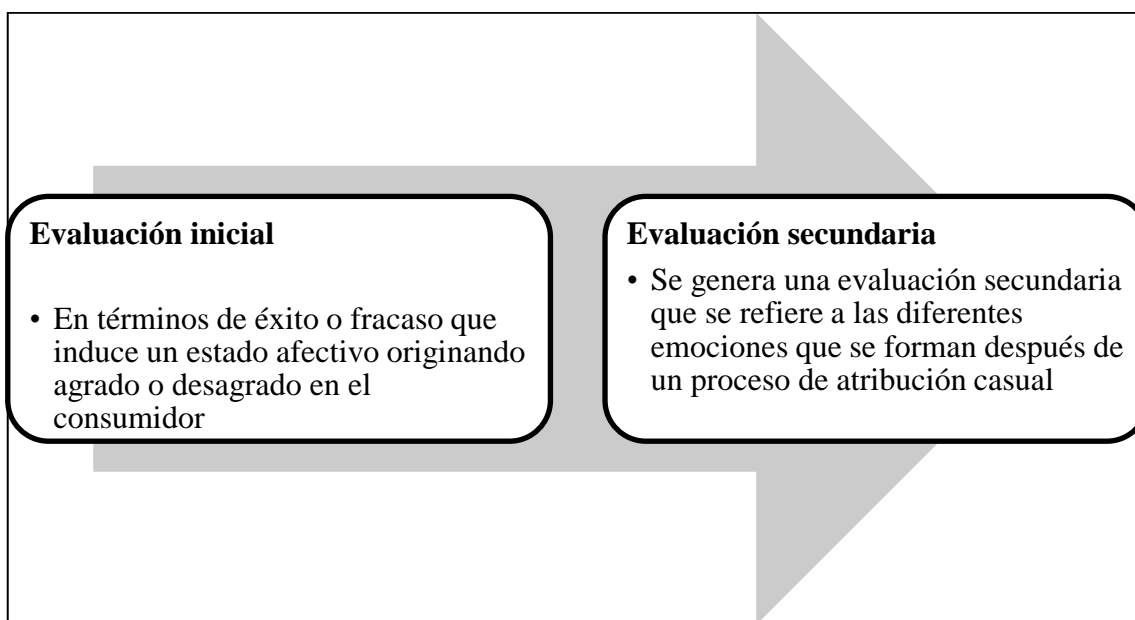 Evaluación inicial
• En términos de éxito o fracaso que
induce un estado afectivo originando
agrado o desagrado en el
consumidor
Evaluación secundaria
• Se genera una evaluación secundaria
que se refiere a las diferentes
emociones que se forman después de
un proceso de atribución casual